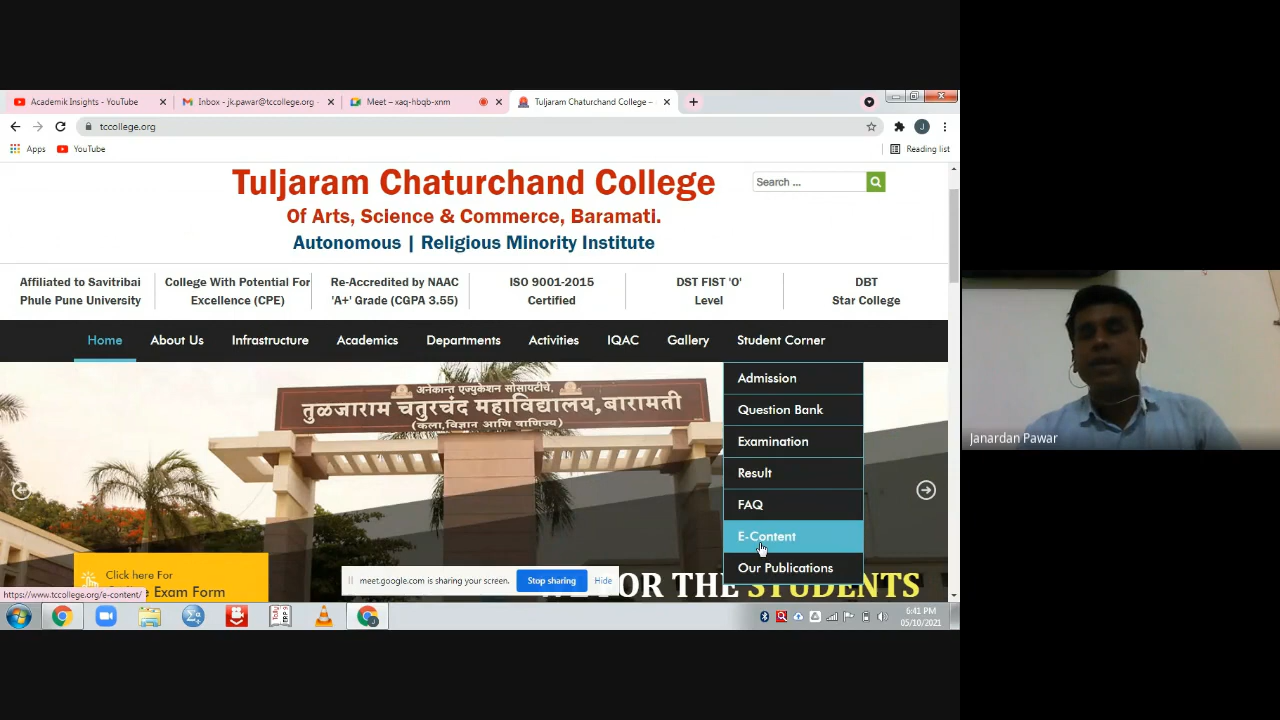 Academik Insights - YouTube
Inbox - jk.pawar@tccollege.org -
Meet – xaq-hbqb-xnm
Tuljaram Chaturchand College –
tccollege.org
Apps
YouTube
Reading list
Tuljaram Chaturchand College
Search ...
Of Arts, Science & Commerce, Baramati.
Autonomous | Religious Minority Institute
Affiliated to Savitribai
Phule Pune University
College With Potential For
Excellence (CPE)
Re-Accredited by NAAC
'A+' Grade (CGPA 3.55)
ISO 9001-2015
Certified
DST FIST 'O'
Level
DBT
Star College
Home
About Us
Infrastructure
Academics
Departments
Activities
IQAC
Gallery
Student Corner
Admission
Question Bank
Examination
Result
FAQ
E-Content
Our Publications
अनेकान्त एज्युकेशन सोसायटीचे,
तुळजाराम चतुरचंद महाविद्यालय, बारामती
(कला, विज्ञान आणि वाणिज्य)
Click here For
Exam Form
FOR THE STUDENTS
meet.google.com is sharing your screen.
Stop sharing
Hide
https://www.tccollege.org/e-content/
6:41 PM
05/10/2021
Janardan Pawar